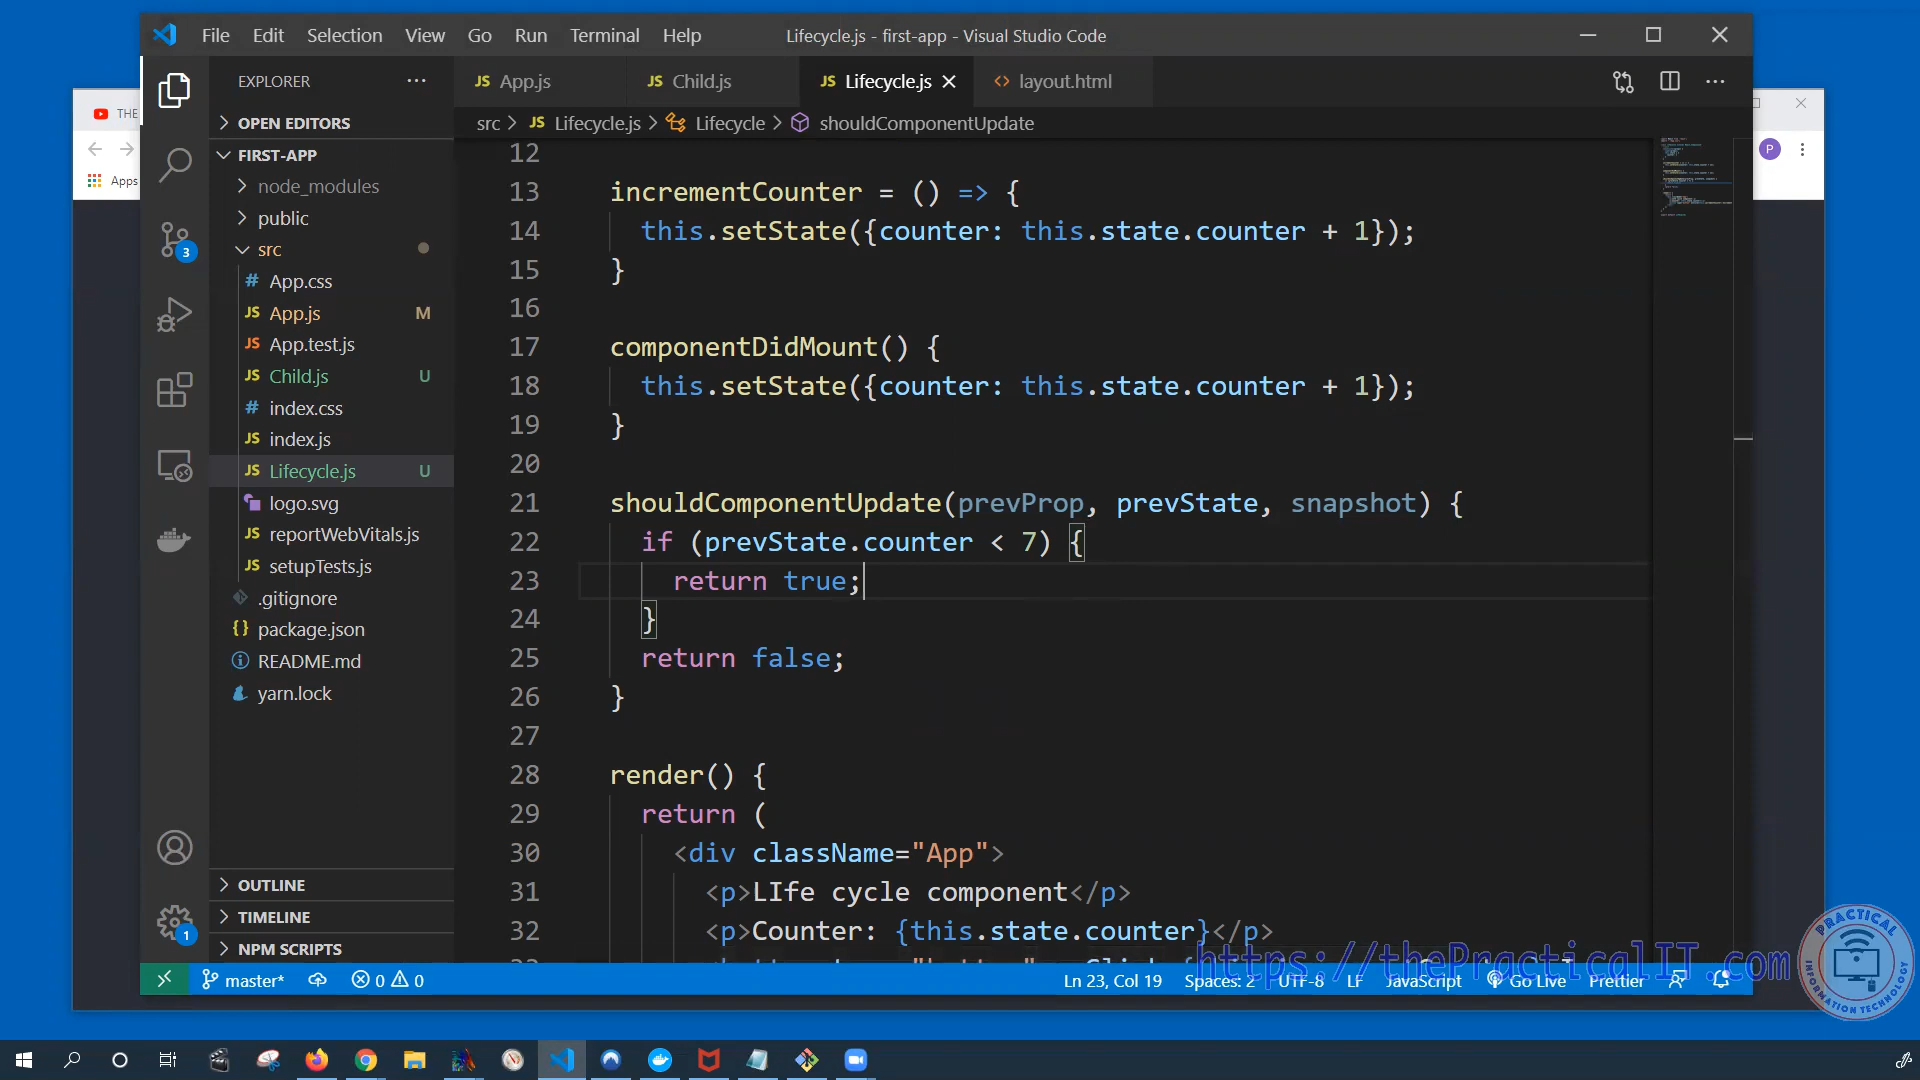 File Edit Selection View Go Run Terminal Help
Lifecycle.js - first-app - Visual Studio Code
EXPLORER
App.js
Child.js
Lifecycle.js
layout.html
THE
Apps
P
OPEN EDITORS
FIRST-APP
node_modules
public
src
App.css
App.js M
App.test.js
Child.js U
index.css
index.js
Lifecycle.js U
logo.svg
reportWebVitals.js
setupTests.js
.gitignore
package.json
README.md
yarn.lock
OUTLINE
TIMELINE
NPM SCRIPTS
3
1
src > JS Lifecycle.js > Lifecycle > shouldComponentUpdate
12
13 incrementCounter = () => {
14 this.setState({counter: this.state.counter + 1});
15 }
16
17 componentDidMount() {
18 this.setState({counter: this.state.counter + 1});
19 }
20
21 shouldComponentUpdate(prevProp, prevState, snapshot) {
22 if (prevState.counter < 7) {
23 return true;
24 }
25 return false;
26 }
27
28 render() {
29 return (
30 <div className="App">
31 <p>LIfe cycle component</p>
32 <p>Counter: {this.state.counter}</p>
master* 0 0
Ln 23, Col 19 Spaces: 2 UTF-8 LF JavaScript Go Live Prettier
https://thePracticalIT.com
PRACTICAL
INFORMATION TECHNOLOGY